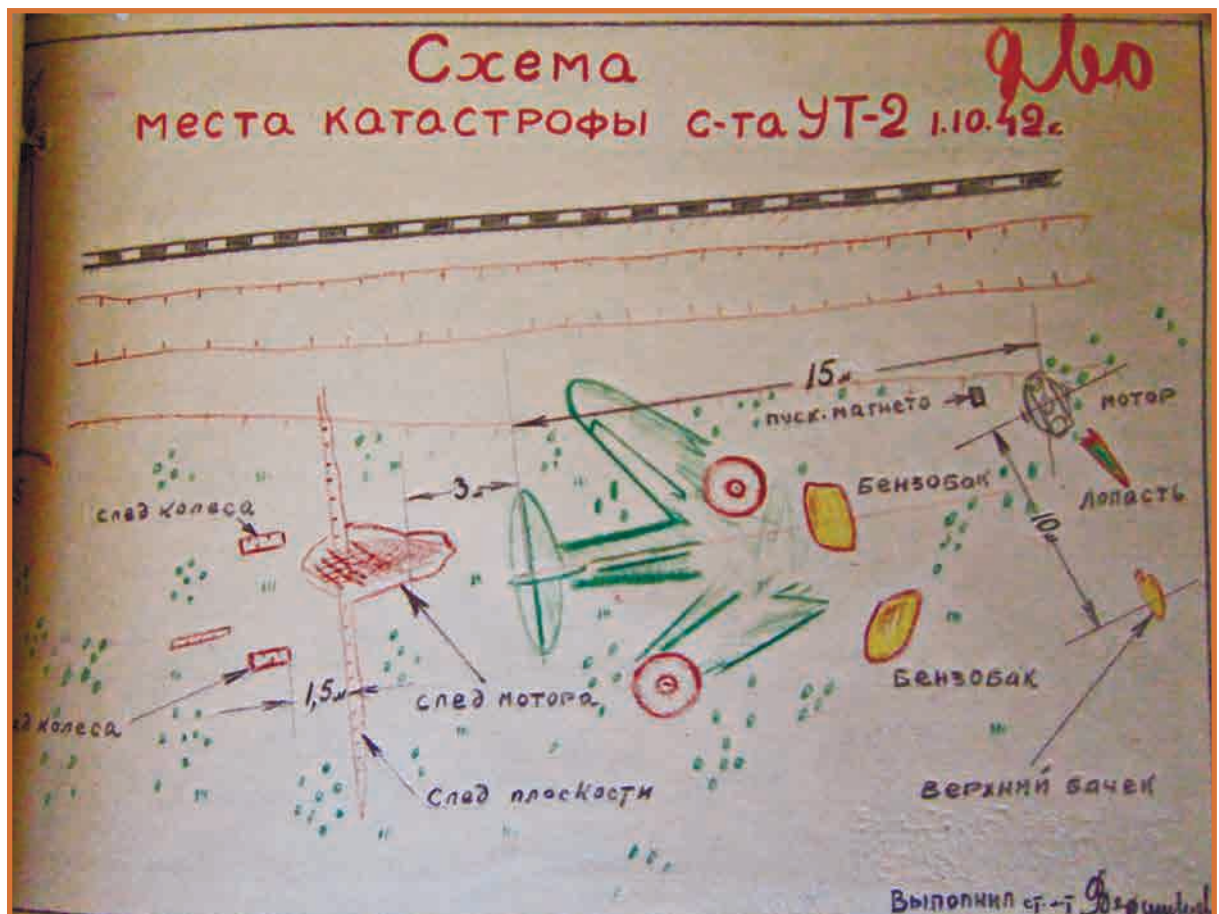 Схема
места катастрофы с-та УТ-2 1.10.42г.
15м
пуск. магнето
мотор
3м
Бензобак
лопасть
след колеса
10м
Бензобак
1,5м
след мотора
колеса
След плоскости
верхний бачек
Выполнил ст. т-т